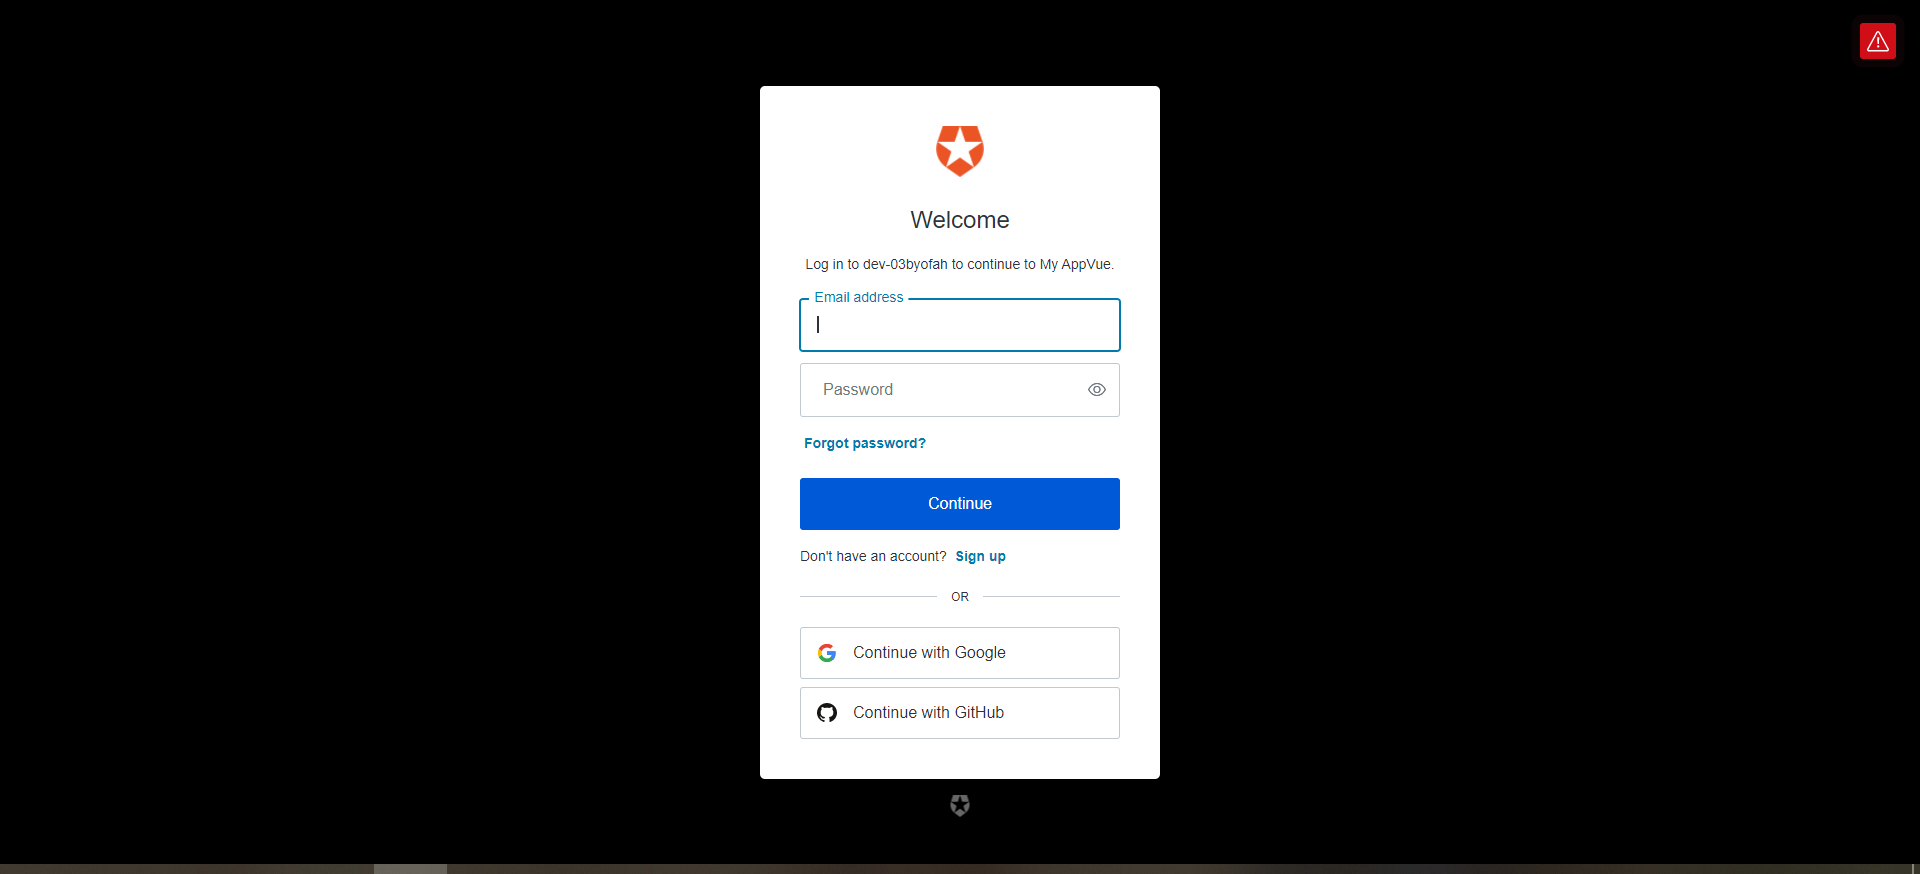 Welcome
Log in to dev-03byofah to continue to My AppVue.
Email address
Password
Forgot password?
Continue
Don't have an account? Sign up
OR
Continue with Google
Continue with GitHub